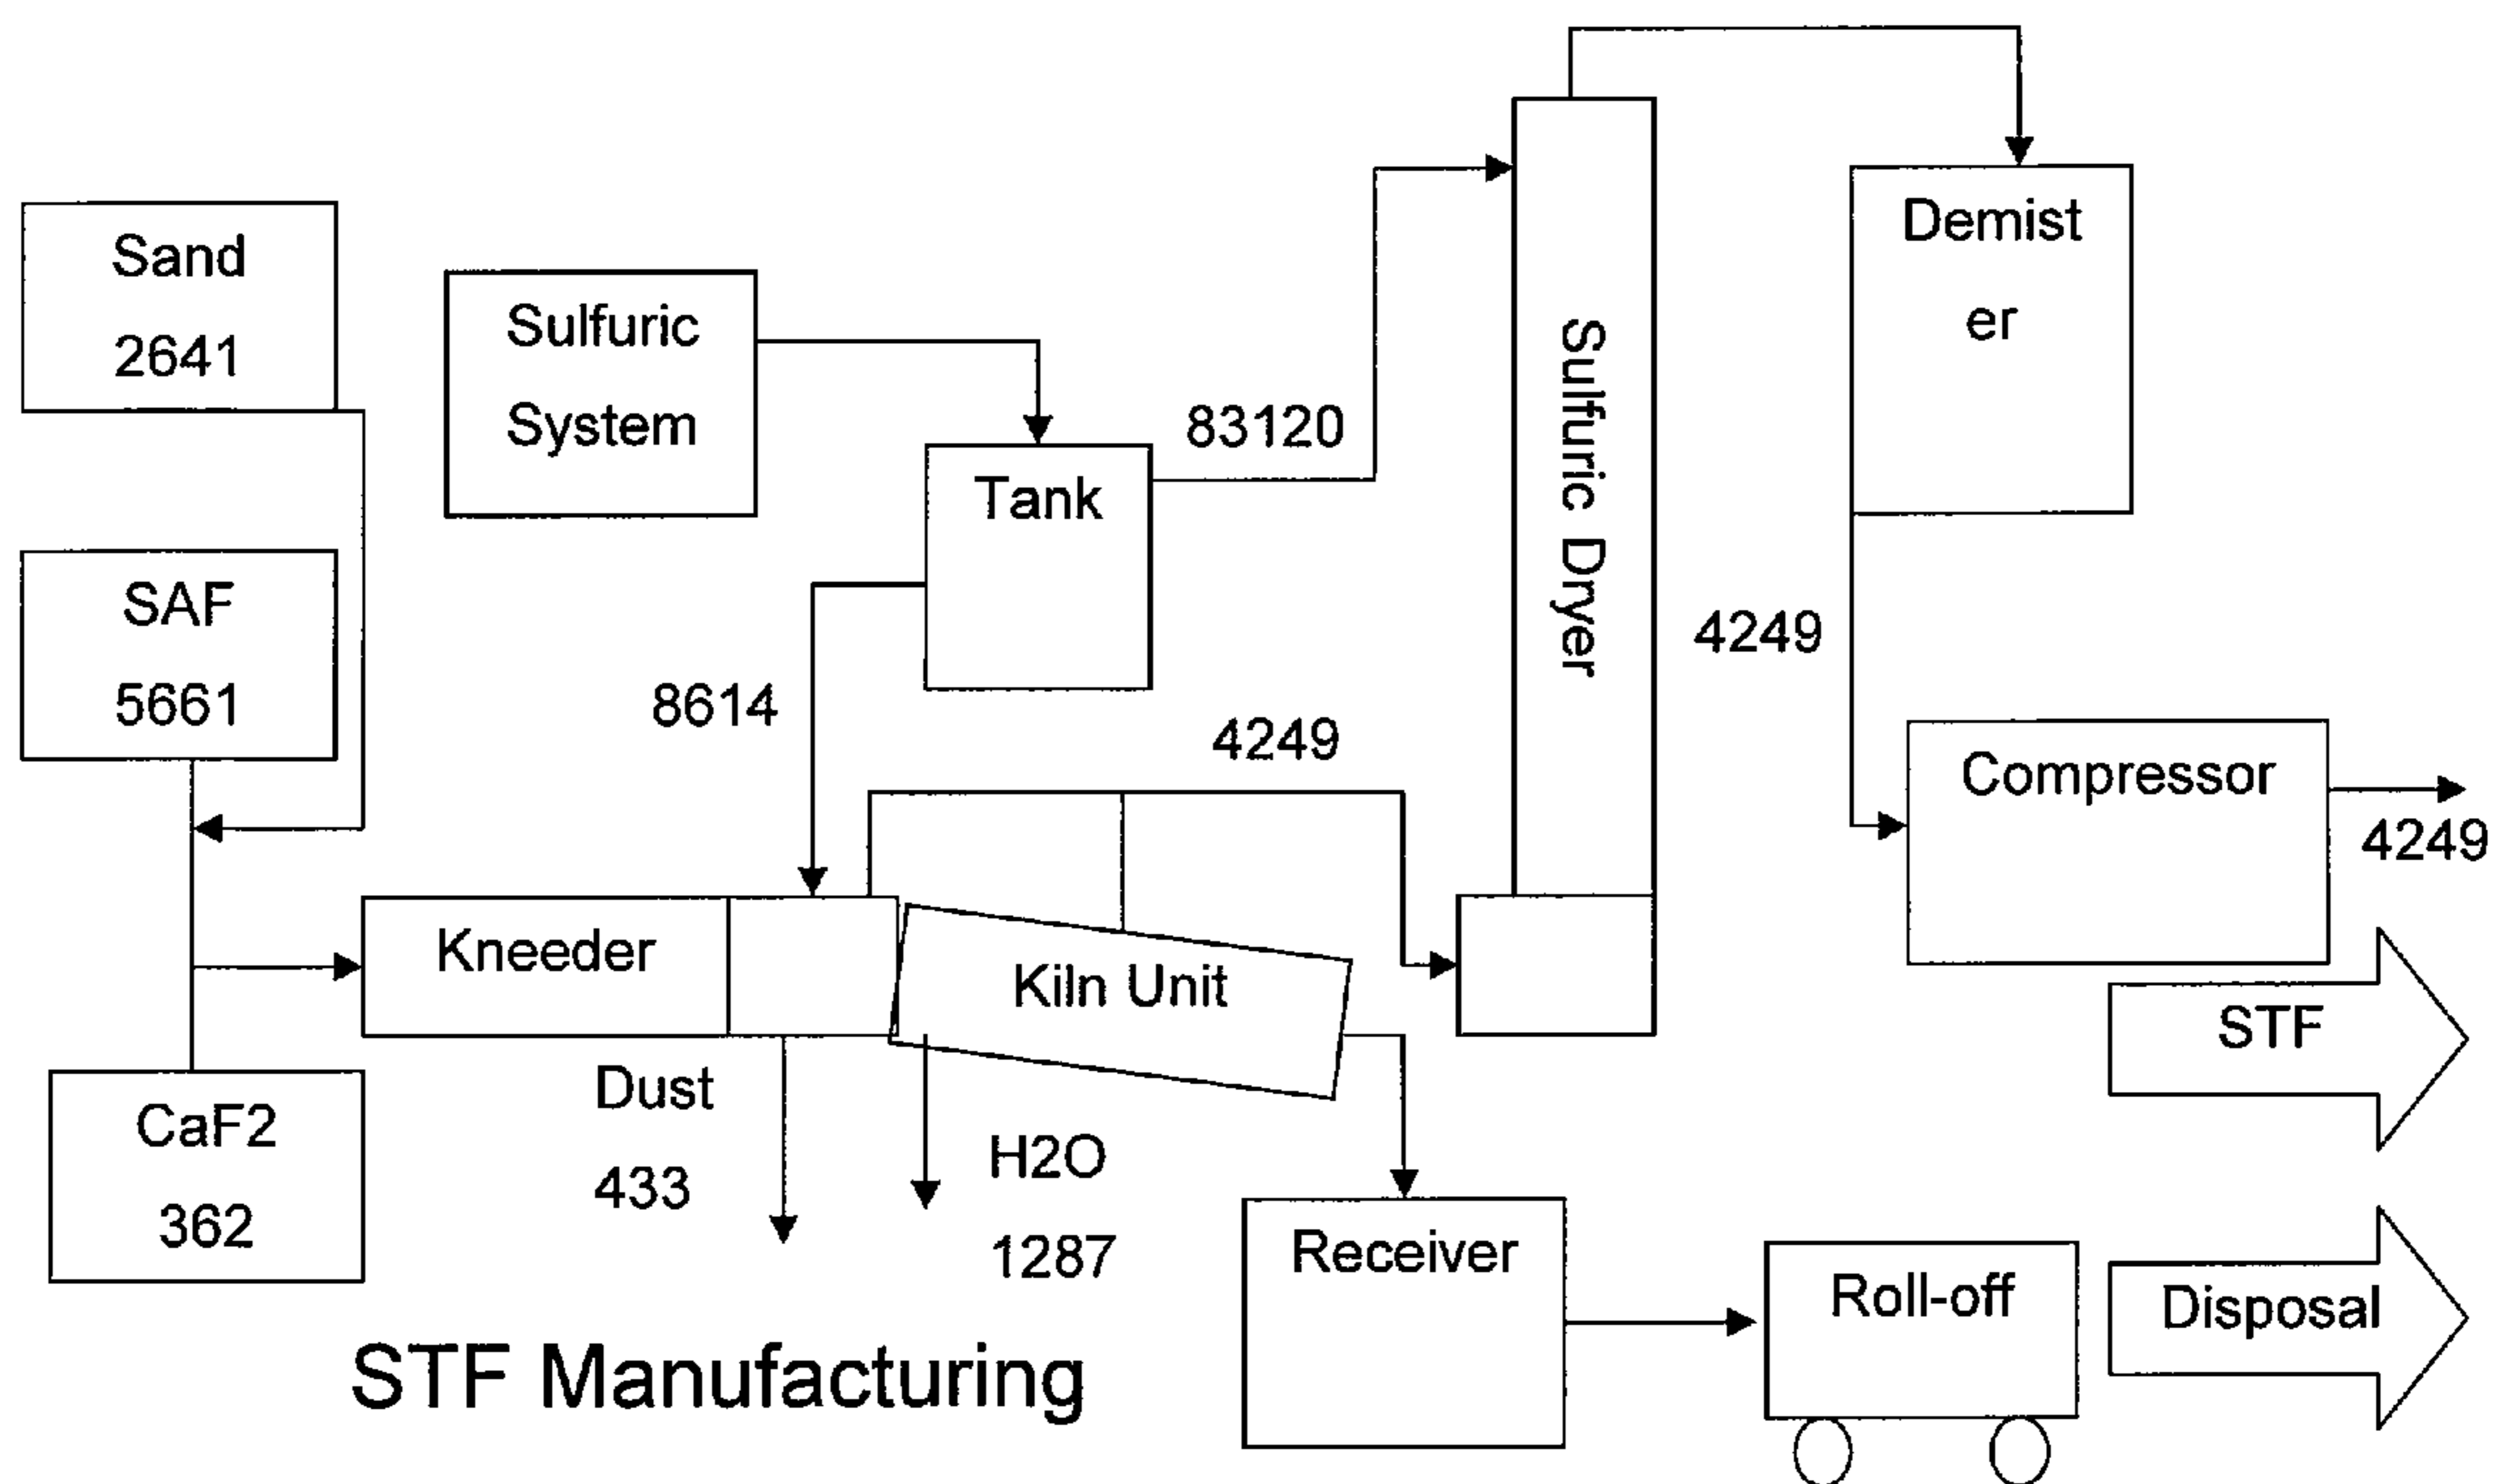 Sand
2641
Sulfuric
System
SAF
5661
CaF2
362
Tank
83120
8614
4249
Sulfuric Dryer
Demist
er
4249
Compressor
4249
Kneeder
Kiln Unit
Dust
433
H2O
1287
Receiver
Roll-off
STF
Disposal
STF Manufacturing